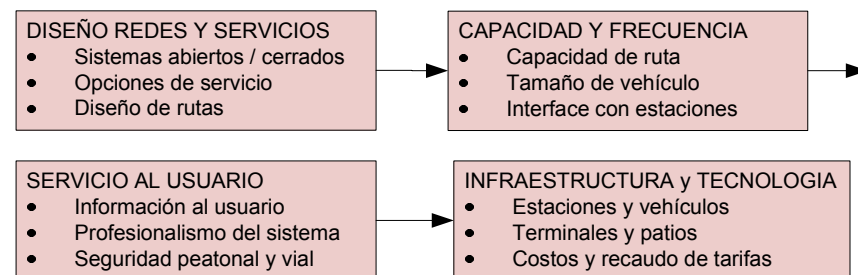 DISEÑO REDES Y SERVICIOS
• Sistemas abiertos / cerrados
• Opciones de servicio
• Diseño de rutas
CAPACIDAD Y FRECUENCIA
• Capacidad de ruta
• Tamaño de vehículo
• Interface con estaciones
SERVICIO AL USUARIO
• Información al usuario
• Profesionalismo del sistema
• Seguridad peatonal y vial
INFRAESTRUCTURA y TECNOLOGIA
• Estaciones y vehículos
• Terminales y patios
• Costos y recaudo de tarifas